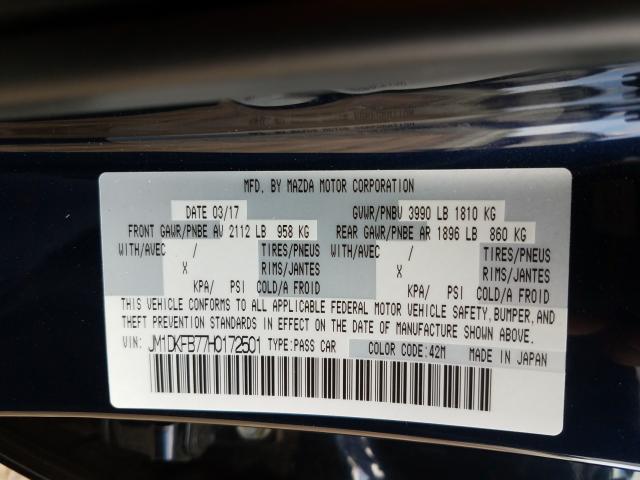 MFD. BY MAZDA MOTOR CORPORATION
DATE 03/17 GVWR/PNBV 3990 LB 1810 KG
FRONT GAWR/PNBE AV 2112 LB 958 KG REAR GAWR/PNBE AR 1896 LB 860 KG
WITH/AVEC / TIRES/PNEUS WITH/AVEC / TIRES/PNEUS
X RIMS/JANTES X RIMS/JANTES
KPA/ PSI COLD/A FROID KPA/ PSI COLD/A FROID
THIS VEHICLE CONFORMS TO ALL APPLICABLE FEDERAL MOTOR VEHICLE SAFETY, BUMPER, AND
THEFT PREVENTION STANDARDS IN EFFECT ON THE DATE OF MANUFACTURE SHOWN ABOVE.
VIN: JM1DKFB77H0172501 TYPE:PASS CAR COLOR CODE:42M MADE IN JAPAN